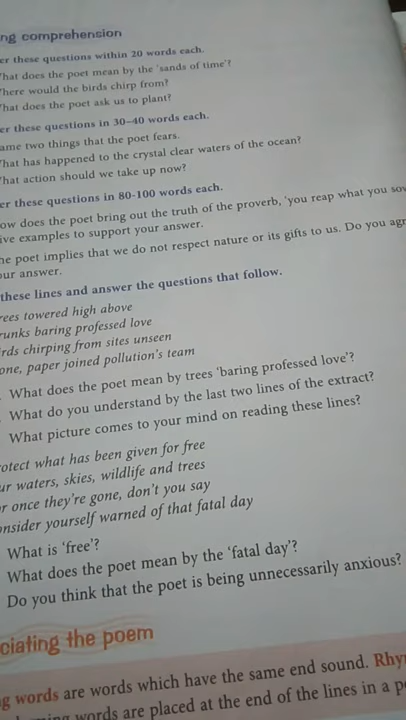 ng comprehension
er these questions within 20 words each.
hat does the poet mean by the 'sands of time'?
here would the birds chirp from?
hat does the poet ask us to plant?
er these questions in 30–40 words each.
ame two things that the poet fears.
hat has happened to the crystal clear waters of the ocean?
hat action should we take up now?
er these questions in 80-100 words each.
ow does the poet bring out the truth of the proverb, 'you reap what you sow
ive examples to support your answer.
he poet implies that we do not respect nature or its gifts to us. Do you agr
our answer.
these lines and answer the questions that follow.
rees towered high above
runks baring professed love
irds chirping from sites unseen
one, paper joined pollution's team
What does the poet mean by trees 'baring professed love'?
What do you understand by the last two lines of the extract?
What picture comes to your mind on reading these lines?
otect what has been given for free
ur waters, skies, wildlife and trees
r once they're gone, don't you say
onsider yourself warned of that fatal day
What is 'free'?
What does the poet mean by the 'fatal day'?
Do you think that the poet is being unnecessarily anxious?
ciating the poem
g words are words which have the same end sound. Rhy
ming words are placed at the end of the lines in a p